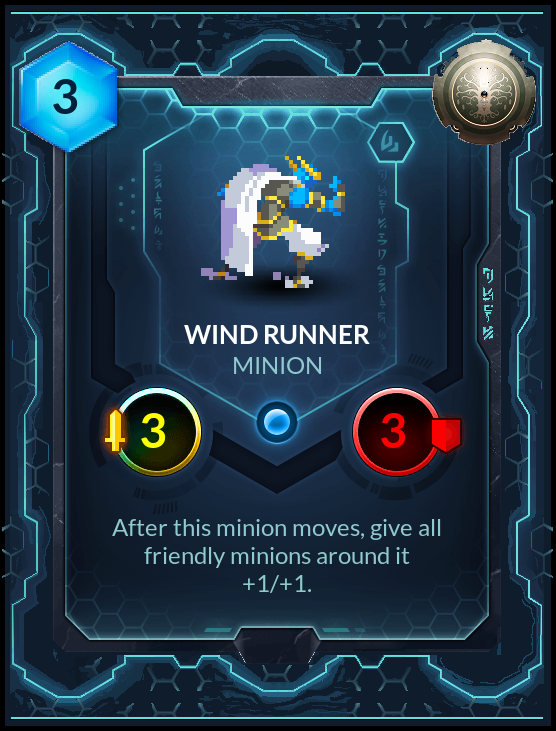 3
WIND RUNNER
MINION
3
3
After this minion moves, give all
friendly minions around it
+1/+1.